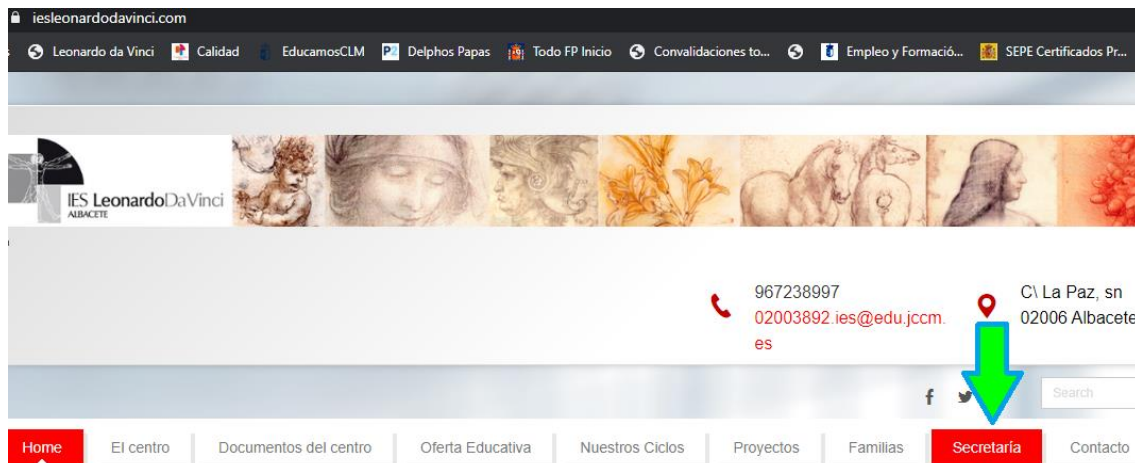 iesleonardodavinci.com
s Leonardo da Vinci Calidad EducamosCLM P2 Delphos Papas Todo FP Inicio Convalidaciones to... Empleo y Formació... SEPE Certificados Pr...
IES LeonardoDaVinci
ALBACETE
967238997
02003892.ies@edu.jccm.
es
C\ La Paz, sn
02006 Albacete
f Search
Home El centro Documentos del centro Oferta Educativa Nuestros Ciclos Proyectos Familias Secretaría Contacto